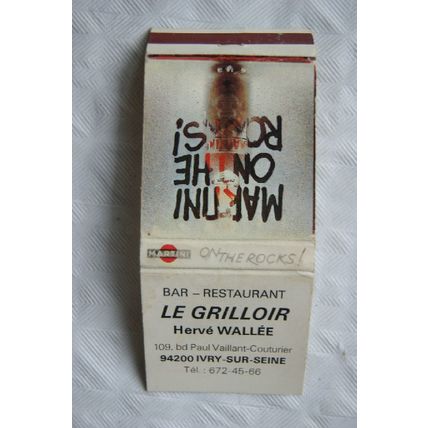 MARTINI
ON THE
ROCKS!
MARTINI ON THE ROCKS!
BAR – RESTAURANT
LE GRILLOIR
Hervé WALLÉE
109, bd Paul Vaillant-Couturier
94200 IVRY-SUR-SEINE
Tél. : 672-45-66